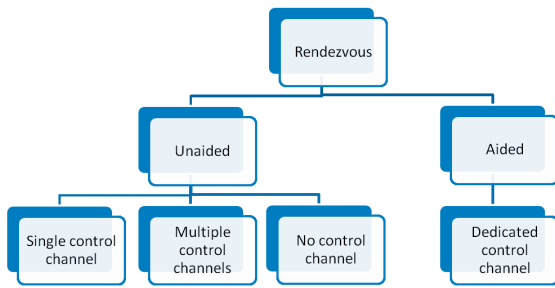 Rendezvous
Unaided
Aided
Single control
channel
Multiple
control
channels
No control
channel
Dedicated
control
channel